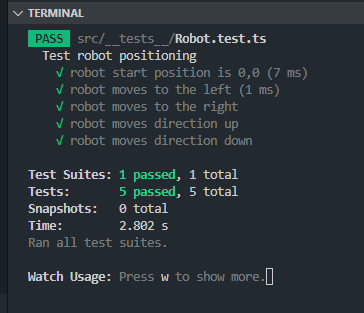 TERMINAL
PASS src/__tests__/Robot.test.ts
Test robot positioning
√ robot start position is 0,0 (7 ms)
√ robot moves to the left (1 ms)
√ robot moves to the right
√ robot moves direction up
√ robot moves direction down
Test Suites: 1 passed, 1 total
Tests: 5 passed, 5 total
Snapshots: 0 total
Time: 2.802 s
Ran all test suites.
Watch Usage: Press w to show more.